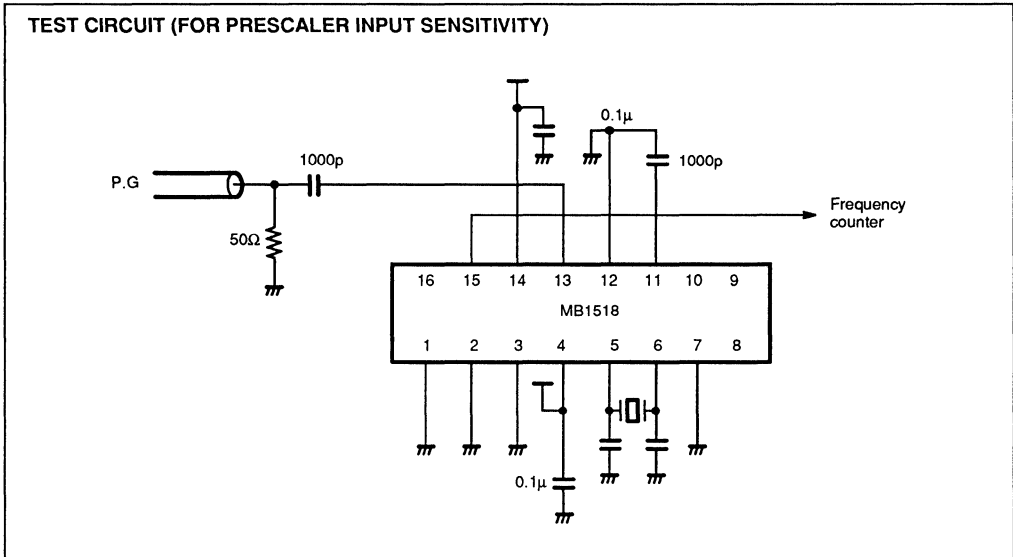 TEST CIRCUIT (FOR PRESCALER INPUT SENSITIVITY)
0.1μ
1000p
1000p
P.G
Frequency
counter
50Ω
16 15 14 13 12 11 10 9
MB1518
1 2 3 4 5 6 7 8
0.1μ